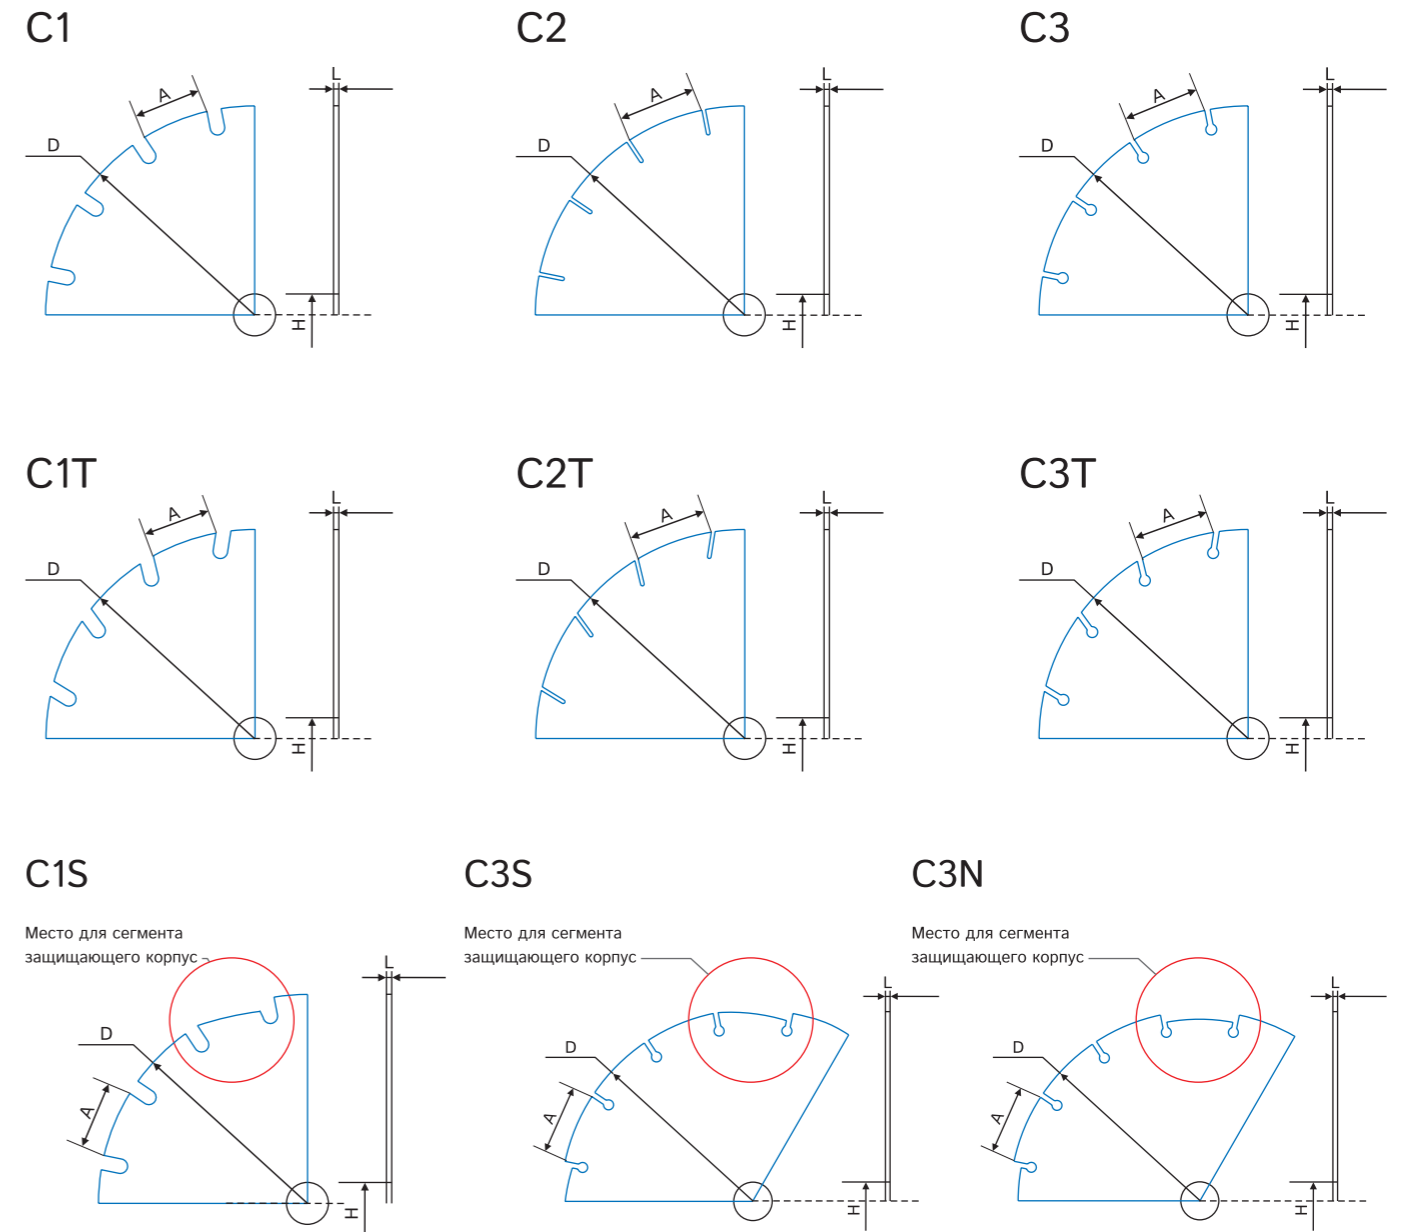 C1
C2
C3
A
L
A
L
A
L
D
D
D
H
H
H
C1T
C2T
C3T
A
L
A
L
A
L
D
D
D
H
H
H
C1S
C3S
C3N
Место для сегмента
защищающего корпус
Место для сегмента
защищающего корпус
Место для сегмента
защищающего корпус
L
L
L
D
D
D
A
A
A
H
H
H